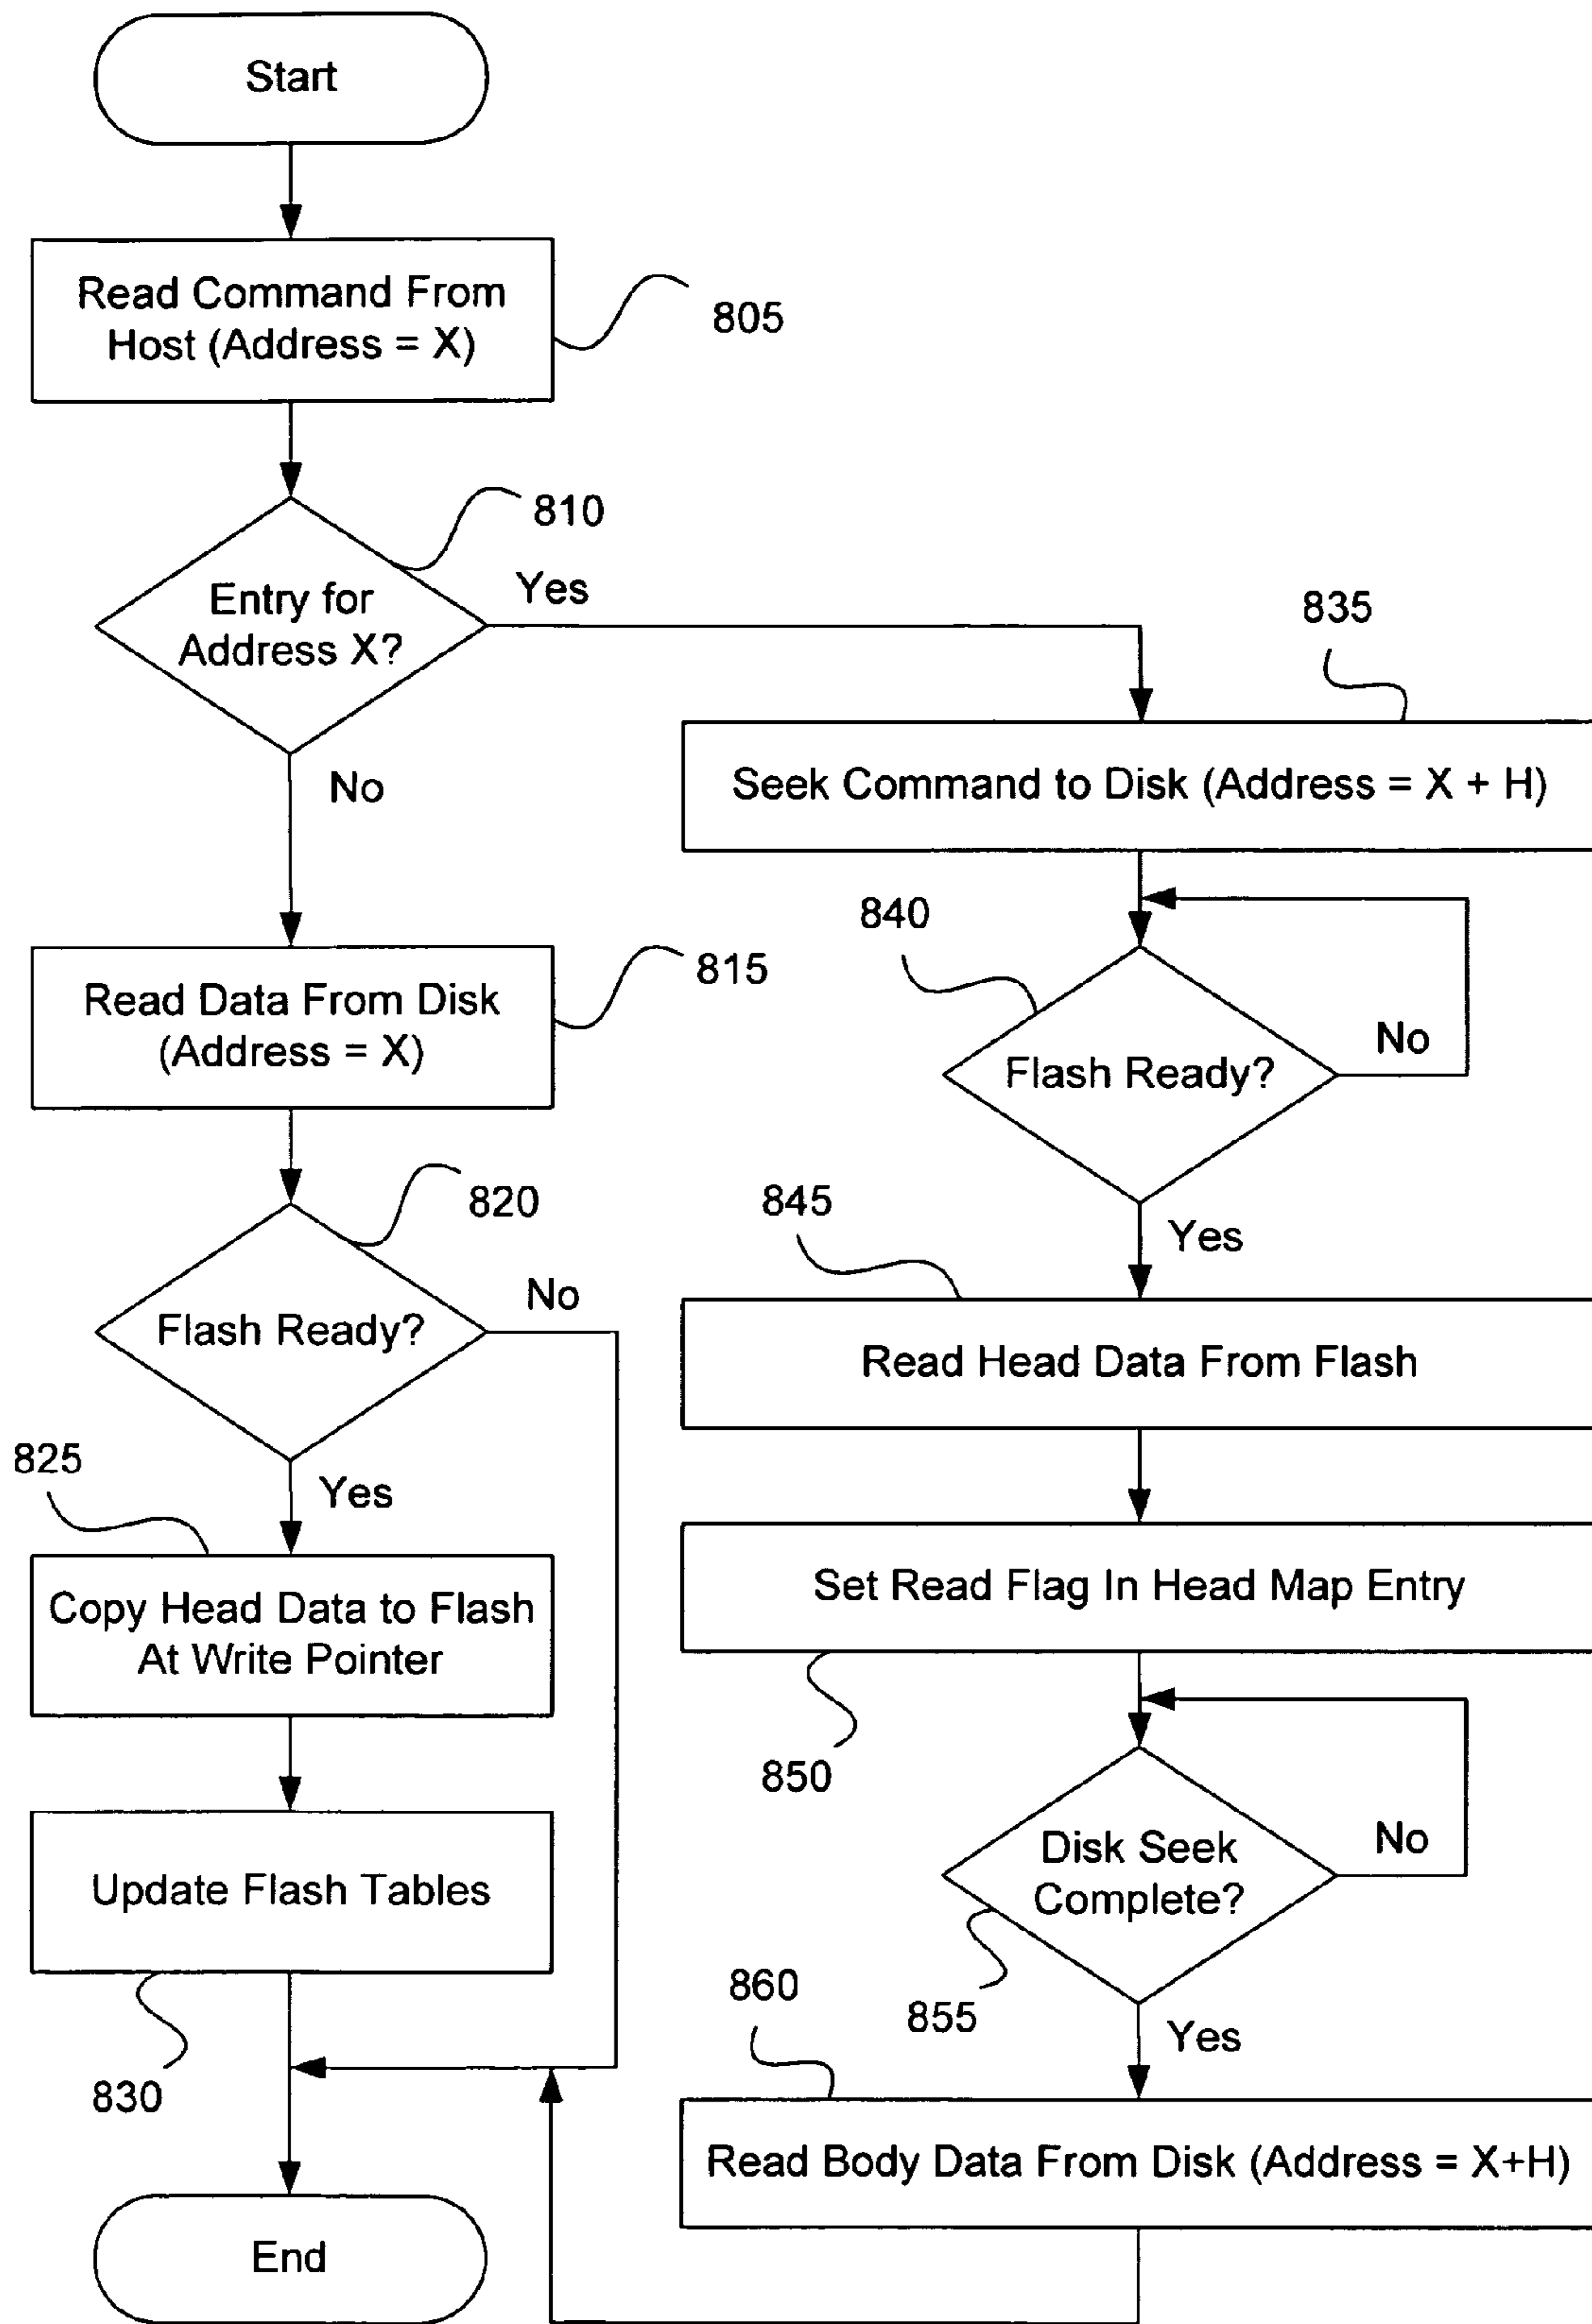 Start
Read Command From
Host (Address = X)
805
810
Entry for
Address X?
Yes
No
835
Seek Command to Disk (Address = X + H)
840
Flash Ready?
No
Yes
815
Read Data From Disk
(Address = X)
820
Flash Ready?
No
Yes
825
Copy Head Data to Flash
At Write Pointer
Update Flash Tables
830
845
Read Head Data From Flash
Set Read Flag In Head Map Entry
850
Disk Seek
Complete?
No
855
Yes
860
Read Body Data From Disk (Address = X+H)
End